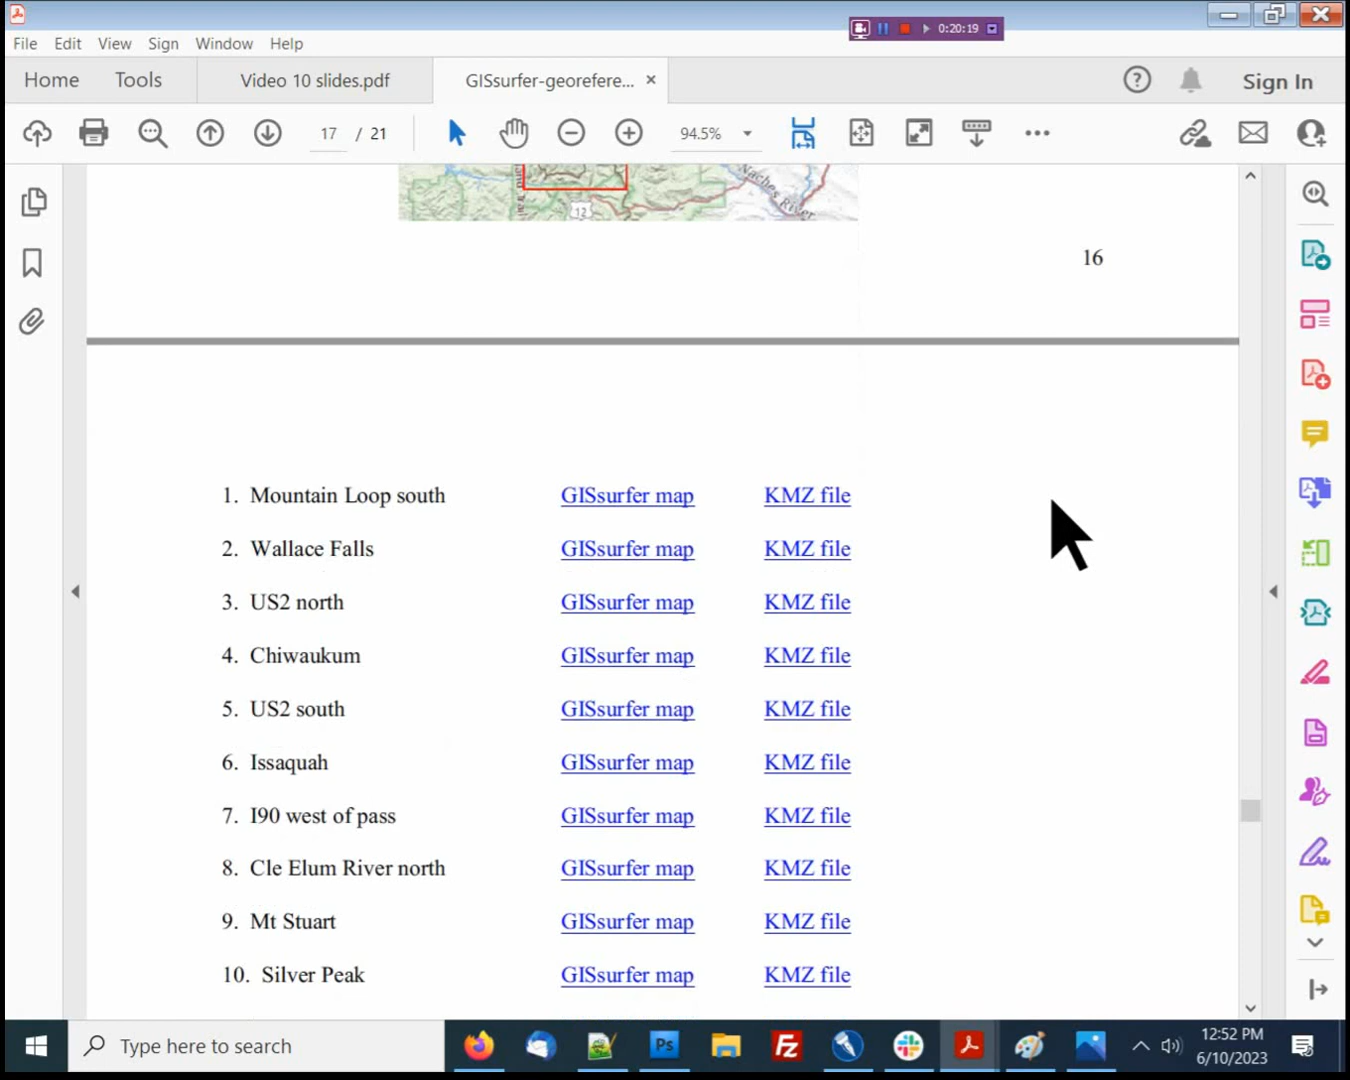 0:20:19
File Edit View Sign Window Help
Home Tools Video 10 slides.pdf GISsurfer-georefere... × Sign In
17 / 21 94.5%
Naches River
12
16
1. Mountain Loop south GISsurfer map KMZ file
2. Wallace Falls GISsurfer map KMZ file
3. US2 north GISsurfer map KMZ file
4. Chiwaukum GISsurfer map KMZ file
5. US2 south GISsurfer map KMZ file
6. Issaquah GISsurfer map KMZ file
7. I90 west of pass GISsurfer map KMZ file
8. Cle Elum River north GISsurfer map KMZ file
9. Mt Stuart GISsurfer map KMZ file
10. Silver Peak GISsurfer map KMZ file
Type here to search Ps Fz 12:52 PM
6/10/2023